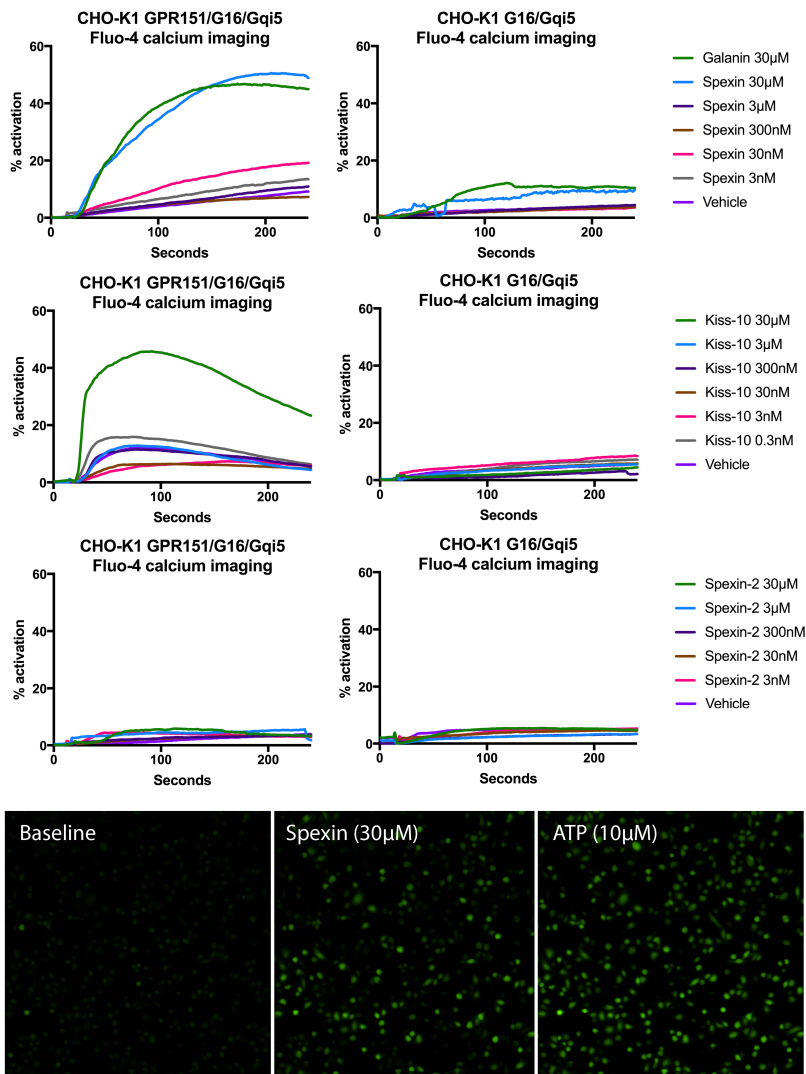 CHO-K1 GPR151/G16/Gqi5
Fluo-4 calcium imaging
60
40
20
0
% activation
0
100
200
Seconds
CHO-K1 G16/Gqi5
Fluo-4 calcium imaging
60
40
20
0
% activation
0
100
200
Seconds
Galanin 30µM
Spexin 30µM
Spexin 3µM
Spexin 300nM
Spexin 30nM
Spexin 3nM
Vehicle
CHO-K1 GPR151/G16/Gqi5
Fluo-4 calcium imaging
60
40
20
0
% activation
0
100
200
Seconds
CHO-K1 G16/Gqi5
Fluo-4 calcium imaging
60
40
20
0
% activation
0
100
200
Seconds
Kiss-10 30µM
Kiss-10 3µM
Kiss-10 300nM
Kiss-10 30nM
Kiss-10 3nM
Kiss-10 0.3nM
Vehicle
CHO-K1 GPR151/G16/Gqi5
Fluo-4 calcium imaging
60
40
20
0
% activation
0
100
200
Seconds
CHO-K1 G16/Gqi5
Fluo-4 calcium imaging
60
40
20
0
% activation
0
100
200
Seconds
Spexin-2 30µM
Spexin-2 3µM
Spexin-2 300nM
Spexin-2 30nM
Spexin-2 3nM
Vehicle
Baseline
Spexin (30µM)
ATP (10µM)